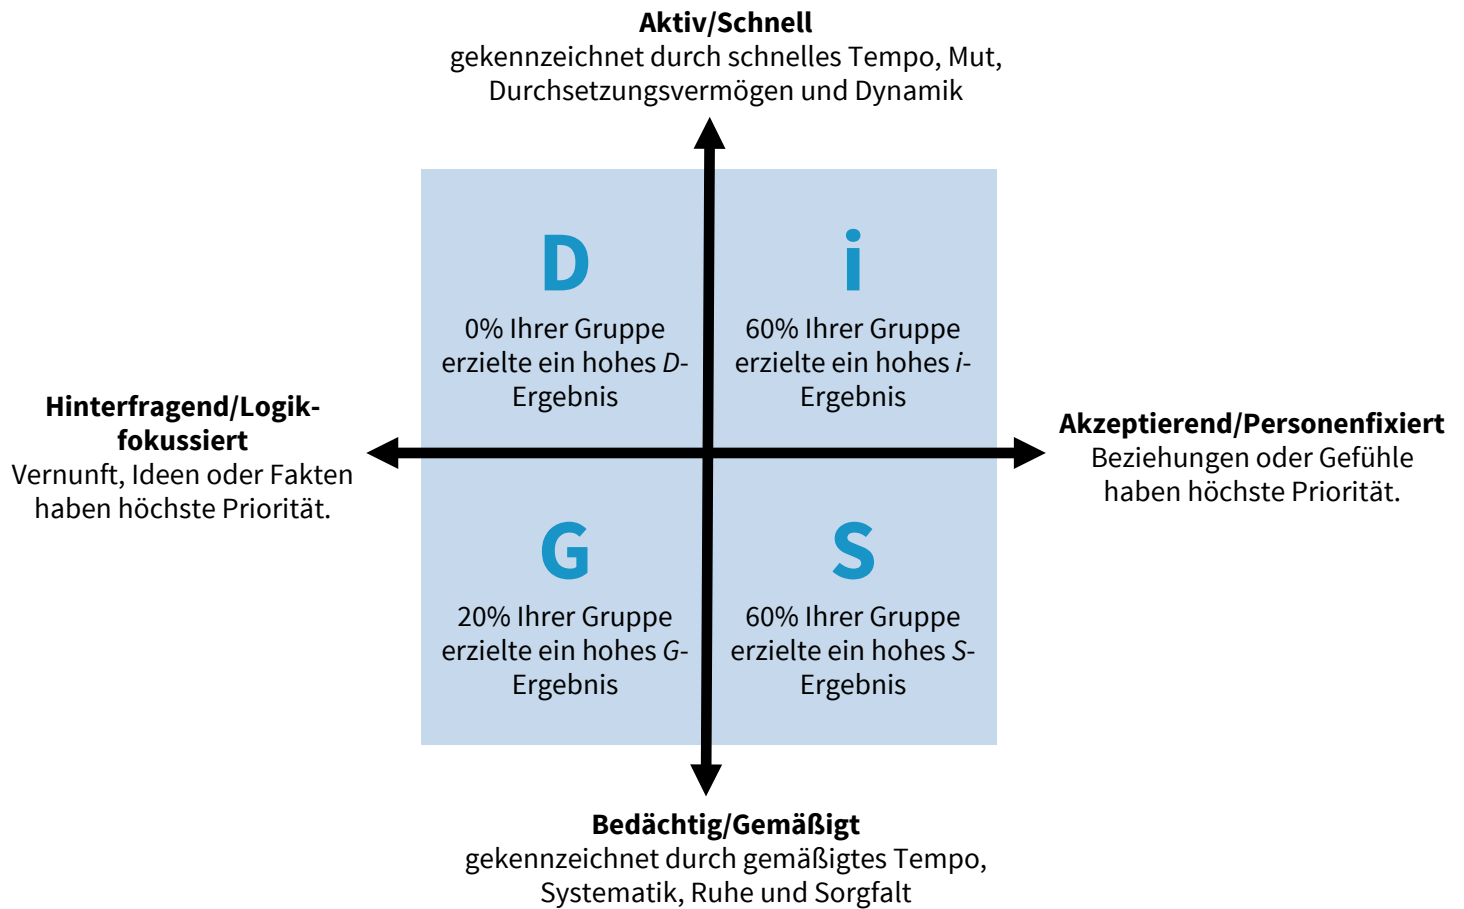 Aktiv/Schnell
gekennzeichnet durch schnelles Tempo, Mut,
Durchsetzungsvermögen und Dynamik
D
0% Ihrer Gruppe
erzielte ein hohes D-
Ergebnis
i
60% Ihrer Gruppe
erzielte ein hohes i-
Ergebnis
Hinterfragend/Logik-
fokussiert
Vernunft, Ideen oder Fakten
haben höchste Priorität.
Akzeptierend/Personenfixiert
Beziehungen oder Gefühle
haben höchste Priorität.
G
20% Ihrer Gruppe
erzielte ein hohes G-
Ergebnis
S
60% Ihrer Gruppe
erzielte ein hohes S-
Ergebnis
Bedächtig/Gemäßigt
gekennzeichnet durch gemäßigtes Tempo,
Systematik, Ruhe und Sorgfalt